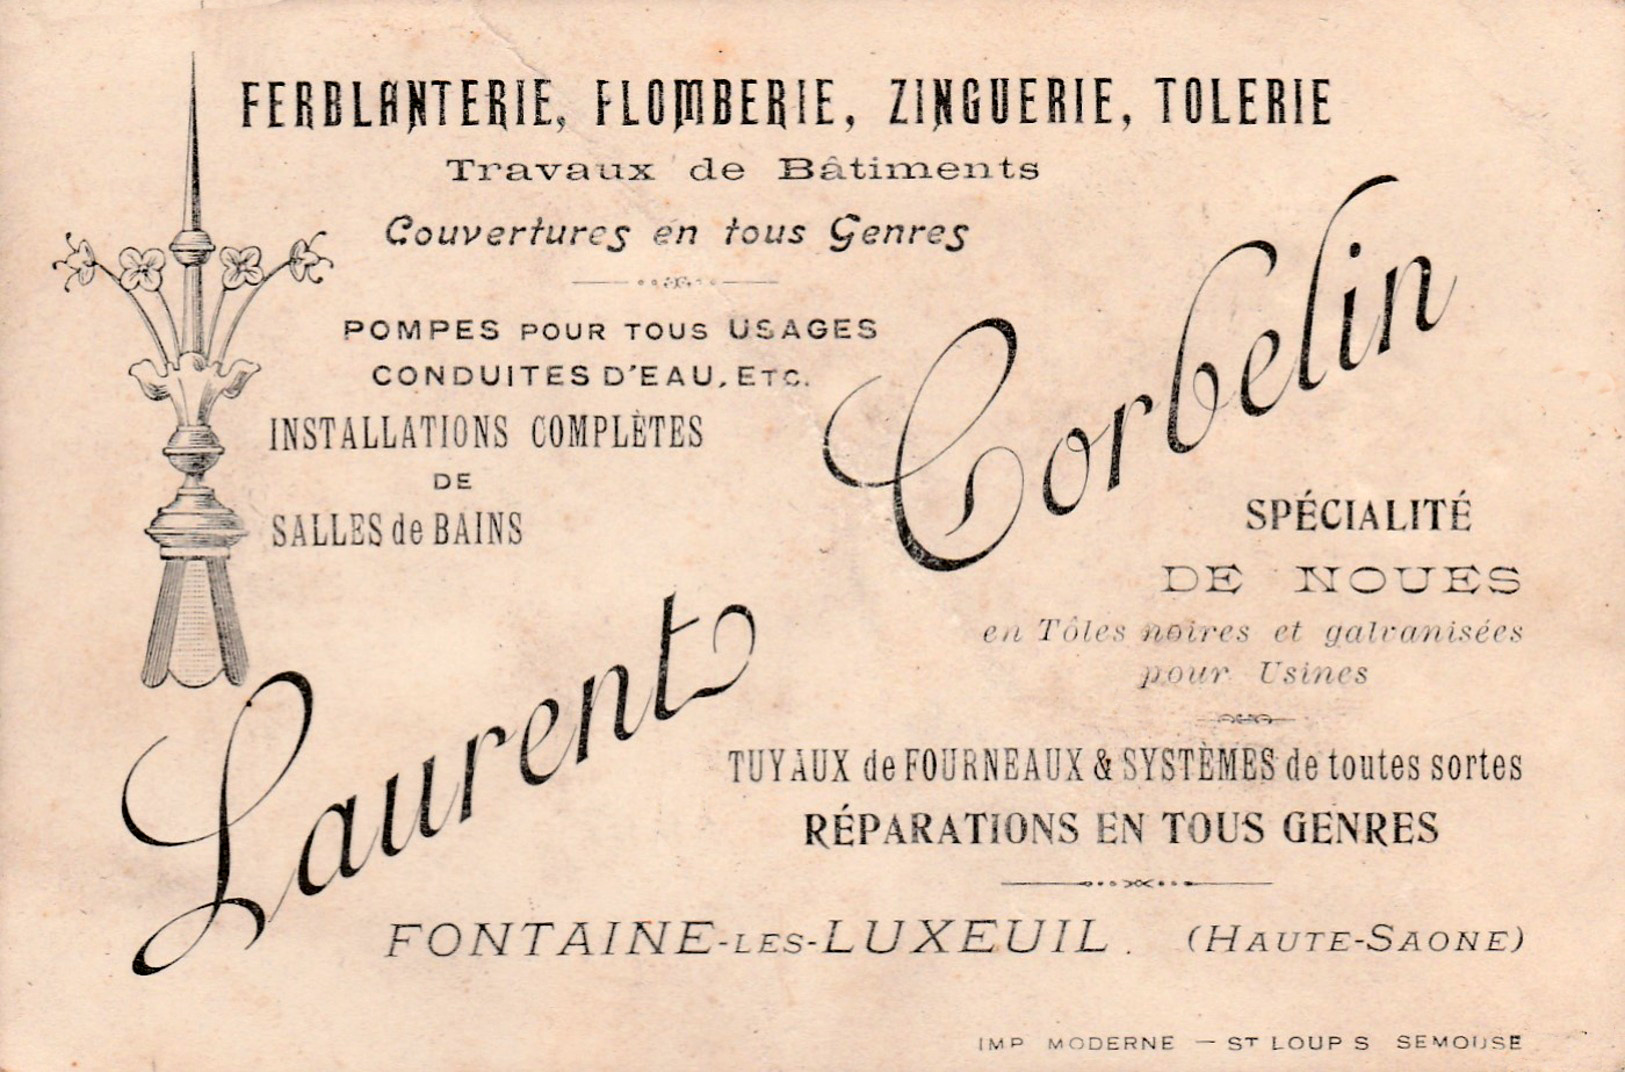 FERBLANTERIE, FLOMBERIE, ZINGUERIE, TOLERIE
Travaux de Bâtiments
Couvertures en tous Genres
POMPES POUR TOUS USAGES
CONDUITES D'EAU, ETC.
INSTALLATIONS COMPLÈTES
DE
SALLES de BAINS
Laurent Corbelin
SPÉCIALITÉ
DE NOUES
en Tôles noires et galvanisées
pour Usines
TUYAUX de FOURNEAUX & SYSTÈMES de toutes sortes
RÉPARATIONS EN TOUS GENRES
FONTAINE-LES-LUXEUIL. (HAUTE-SAONE)
IMP MODERNE — ST LOUP S SEMOUSE